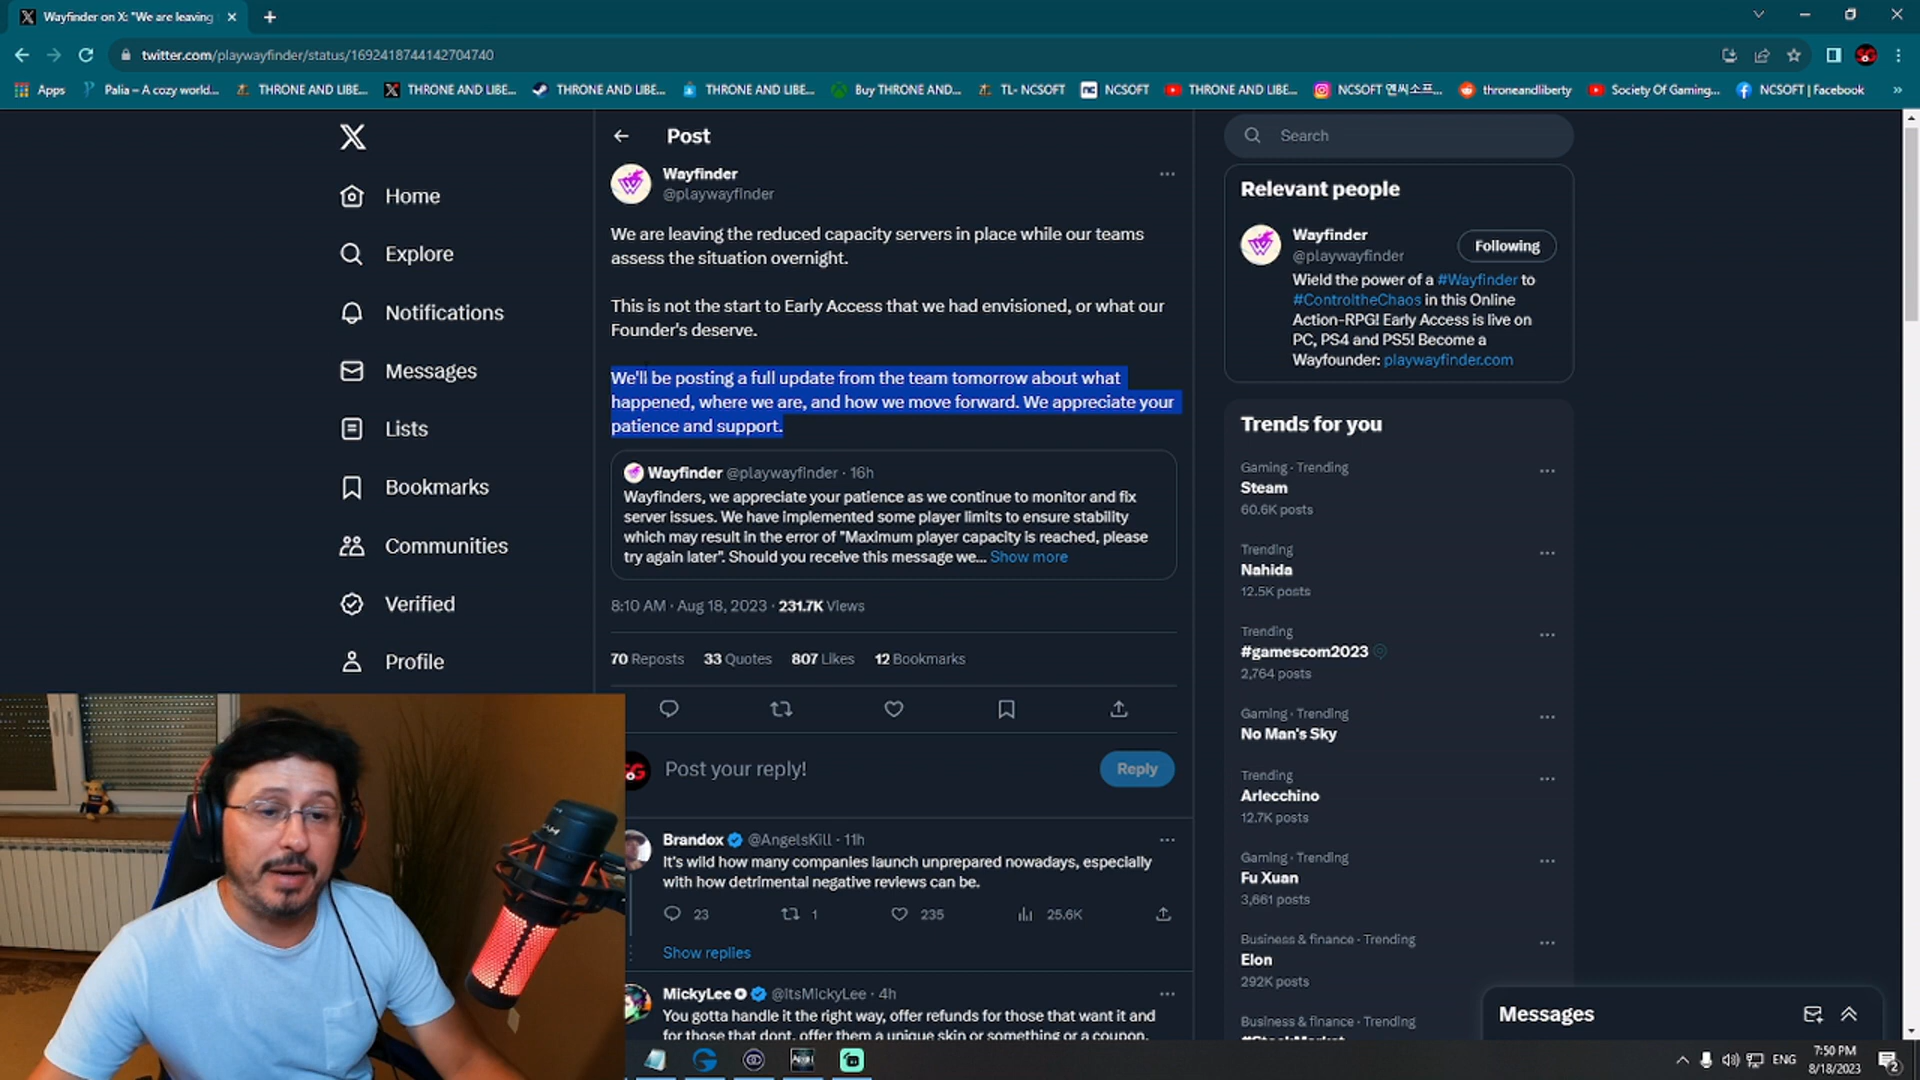 Wayfinder on X: "We are leaving
twitter.com/playwayfinder/status/1692418744142704740
Apps
Palia – A cozy world...
THRONE AND LIBE...
THRONE AND LIBE...
THRONE AND LIBE...
THRONE AND LIBE...
Buy THRONE AND...
TL- NCSOFT
NCSOFT
THRONE AND LIBE...
NCSOFT 엔씨소프...
throneandliberty
Society Of Gaming...
NCSOFT | Facebook
Home
Explore
Notifications
Messages
Lists
Bookmarks
Communities
Verified
Profile
Post
Wayfinder
@playwayfinder
We are leaving the reduced capacity servers in place while our teams
assess the situation overnight.
This is not the start to Early Access that we had envisioned, or what our
Founder's deserve.
We'll be posting a full update from the team tomorrow about what
happened, where we are, and how we move forward. We appreciate your
patience and support.
Wayfinder @playwayfinder · 16h
Wayfinders, we appreciate your patience as we continue to monitor and fix
server issues. We have implemented some player limits to ensure stability
which may result in the error of "Maximum player capacity is reached, please
try again later". Should you receive this message we... Show more
8:10 AM · Aug 18, 2023 · 231.7K Views
70 Reposts 33 Quotes 807 Likes 12 Bookmarks
Post your reply!
Reply
Brandox @AngelsKill · 11h
It's wild how many companies launch unprepared nowadays, especially
with how detrimental negative reviews can be.
23 1 235 25.6K
Show replies
MickyLee @ItsMickyLee · 4h
You gotta handle it the right way, offer refunds for those that want it and
for those that dont, offer them a unique skin or something or a coupon.
Search
Relevant people
Wayfinder
@playwayfinder
Following
Wield the power of a #Wayfinder to
#ControltheChaos in this Online
Action-RPG! Early Access is live on
PC, PS4 and PS5! Become a
Wayfounder: playwayfinder.com
Trends for you
Gaming · Trending
Steam
60.6K posts
Trending
Nahida
12.5K posts
Trending
#gamescom2023
2,764 posts
Gaming · Trending
No Man's Sky
Trending
Arlecchino
12.7K posts
Gaming · Trending
Fu Xuan
3,661 posts
Business & finance · Trending
Elon
292K posts
Business & finance · Trending
#StockMarket
Messages
ENG
7:50 PM
8/18/2023
2